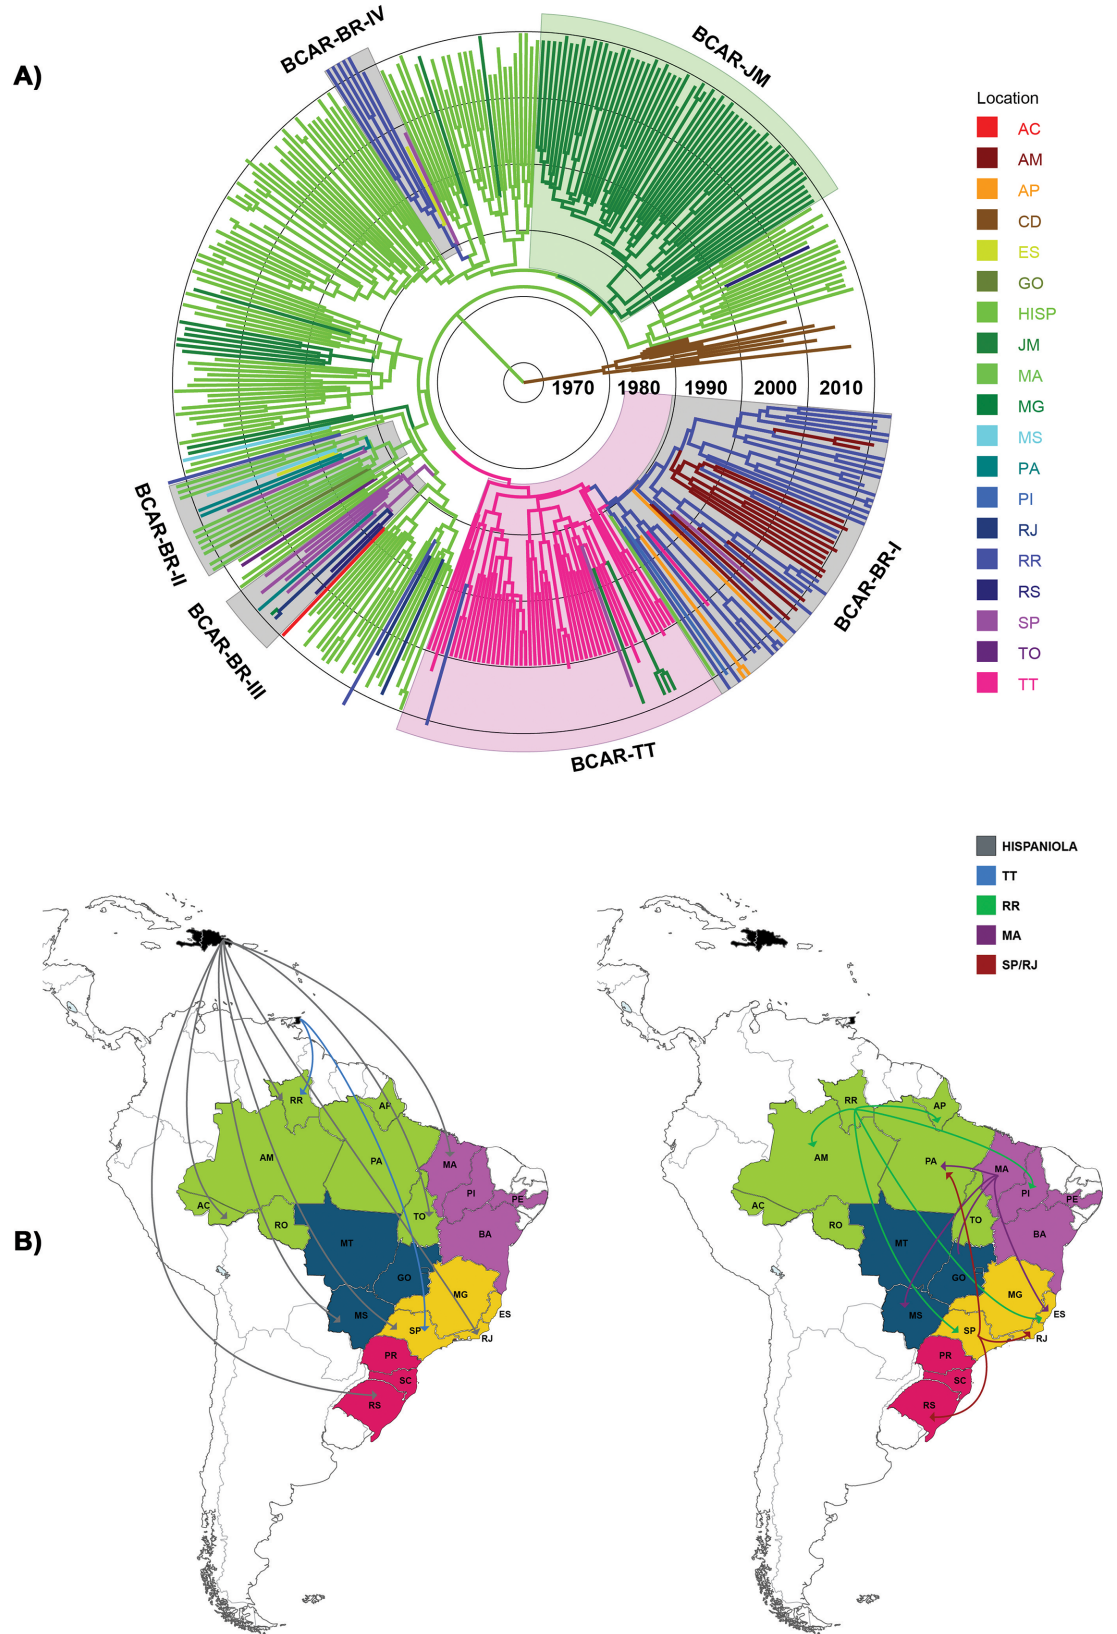 A)
BCAR-BR-IV
BCAR-JM
BCAR-BR-II
BCAR-BR-III
BCAR-TT
BCAR-BR-I
1970 1980 1990 2000 2010
Location
AC
AM
AP
CD
ES
GO
HISP
JM
MA
MG
MS
PA
PI
RJ
RR
RS
SP
TO
TT
B)
HISPANIOLA
TT
RR
MA
SP/RJ
RR
AP
AM
PA
MA
PI
PE
AC
RO
TO
BA
MT
GO
MG
MS
ES
SP
RJ
PR
SC
RS
RR
AP
AM
PA
MA
PI
PE
AC
RO
TO
BA
MT
GO
MG
MS
ES
SP
RJ
PR
SC
RS